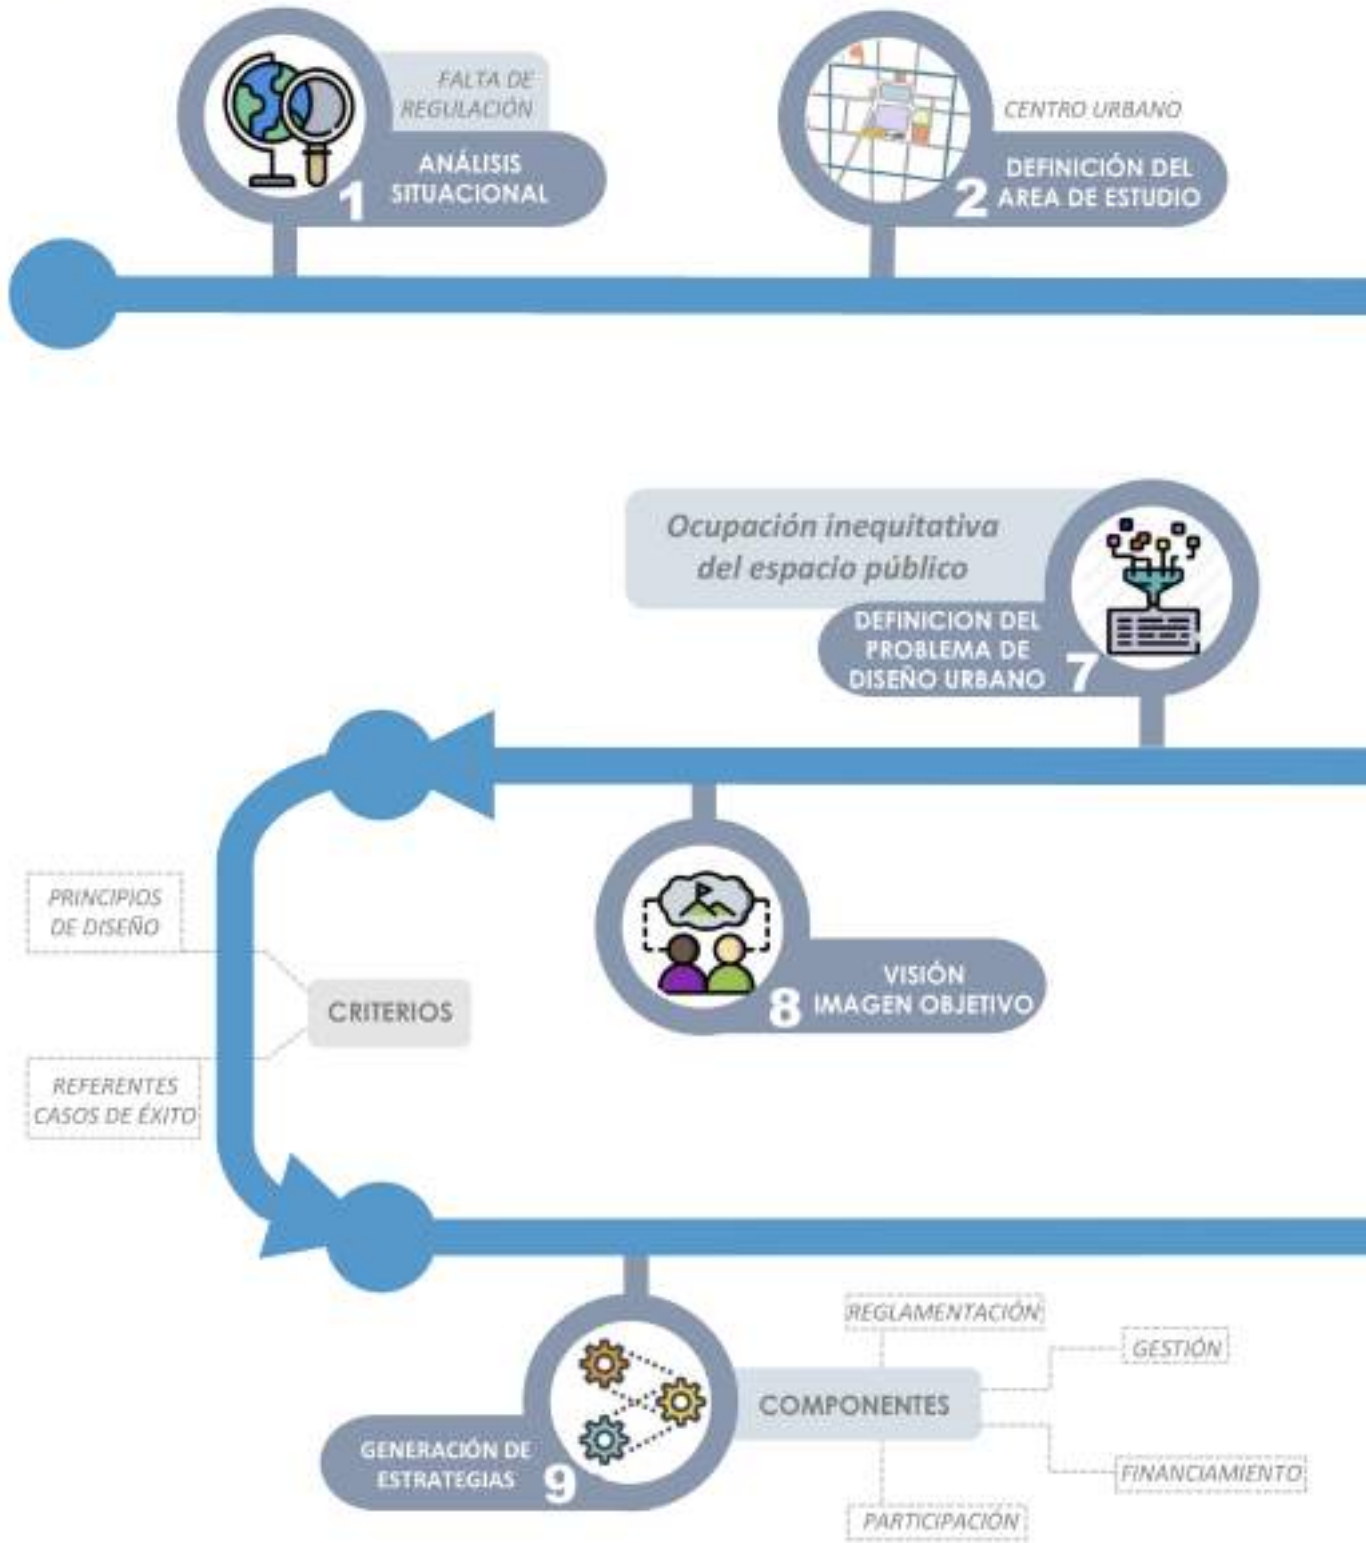 FALTA DE
REGULACIÓN
1
ANÁLISIS
SITUACIONAL
CENTRO URBANO
2
DEFINICIÓN DEL
AREA DE ESTUDIO
Ocupación inequitativa
del espacio público
DEFINICION DEL
PROBLEMA DE
DISEÑO URBANO
7
PRINCIPIOS
DE DISEÑO
CRITERIOS
REFERENTES
CASOS DE ÉXITO
8
VISIÓN
IMAGEN OBJETIVO
GENERACIÓN DE
ESTRATEGIAS
9
COMPONENTES
REGLAMENTACIÓN
GESTIÓN
FINANCIAMIENTO
PARTICIPACIÓN